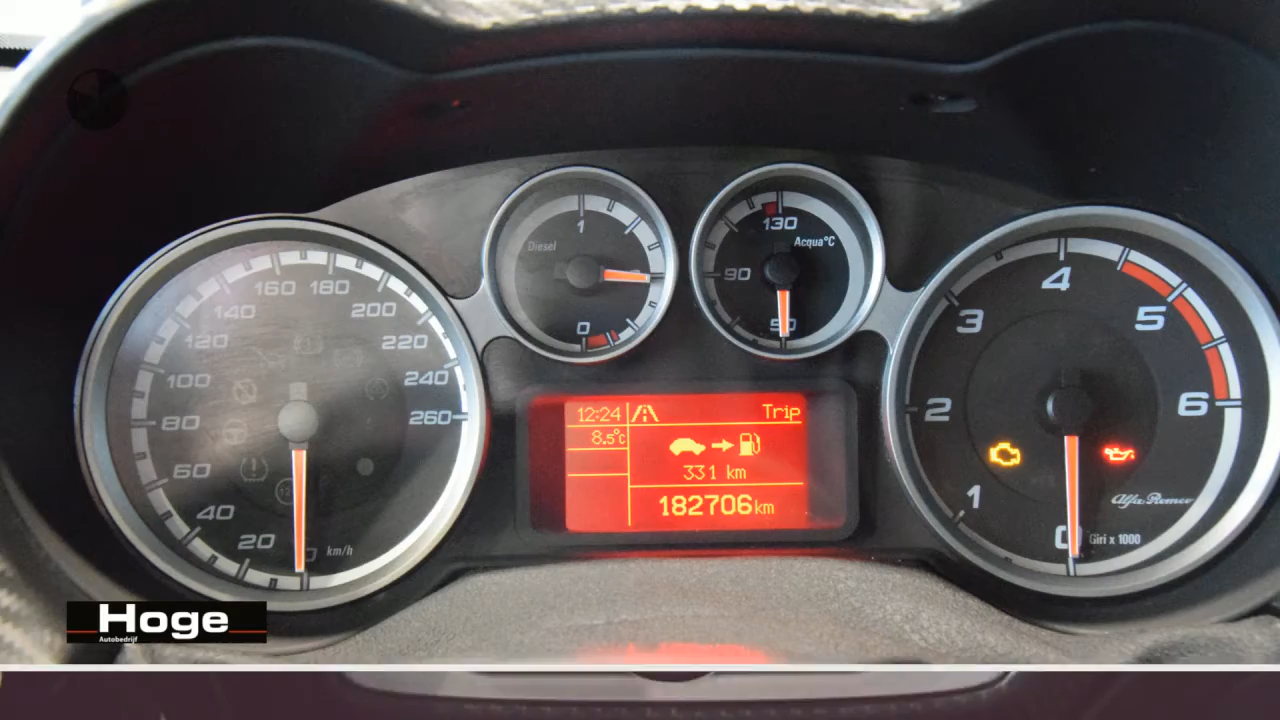 1
Diesel
0
130
Acqua°C
90
50
160 180
140 200
120 220
100 240
80 260
60
40
20
0 km/h
12:24 Trip
8.5°C
331 km
182706km
4
3 5
2 6
1
Alfa Romeo
0 Giri x 1000
Hoge
Autobedrijf